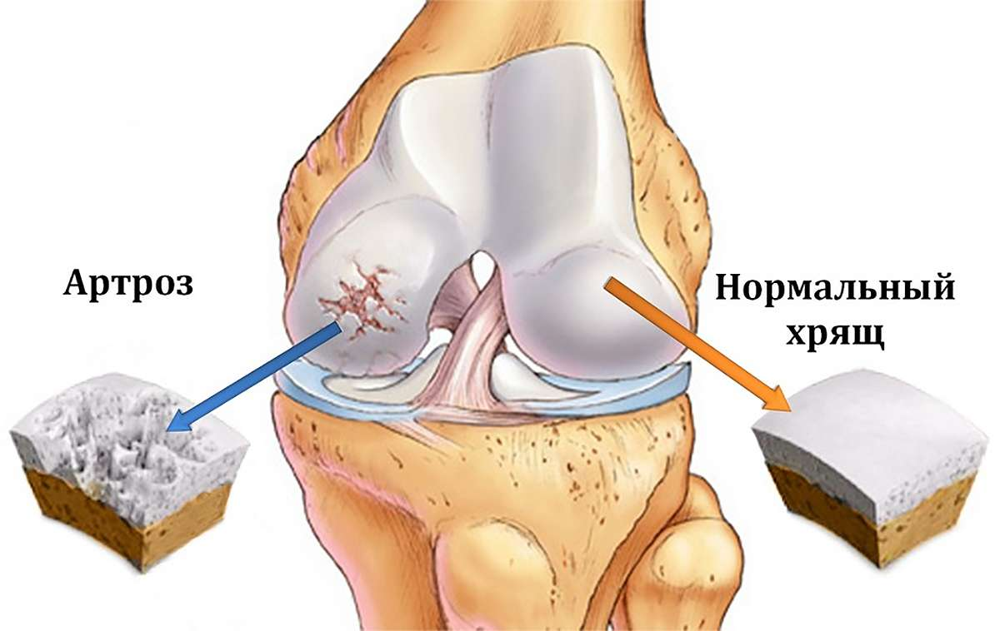 Артроз
Нормальный
хрящ